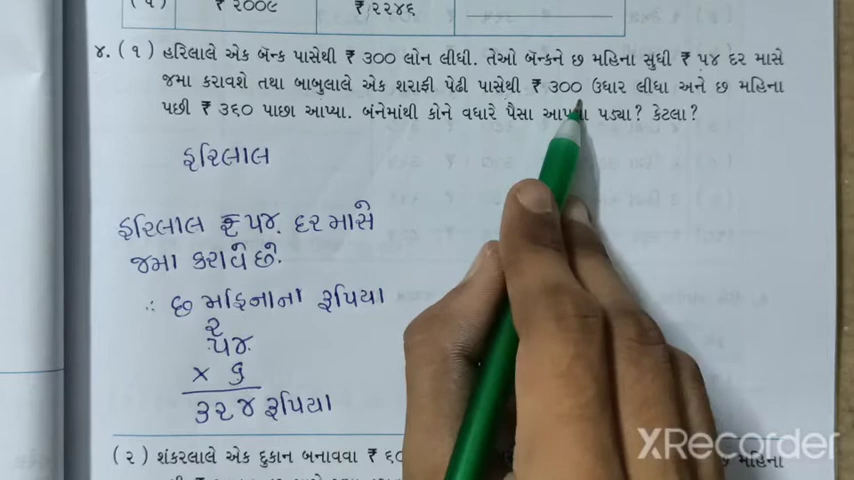 (૫) ₹ ૨૦૦૯ ₹ ૨૨૪૬
૪. (૧) હરિલાલે એક બૅન્ક પાસેથી ₹ ૩૦૦ લોન લીધી. તેઓ બૅન્કને છ મહિના સુધી ₹ ૫૪ દર માસે
જમા કરાવશે તથા બાબુલાલે એક શરાફી પેઢી પાસેથી ₹ ૩૦૦ ઉધાર લીધા અને છ મહિના
પછી ₹ ૩૬૦ પાછા આપ્યા. બંનેમાંથી કોને વધારે પૈસા આપવા પડ્યા? કેટલા?
હરિલાલ
હરિલાલ ₹ ૫૪ દર માસે
જમા કરાવે છે.
∴ છ મહિનાના રૂપિયા
૨
૫૪
× ૬
૩૨૪ રૂપિયા
(૨) શંકરલાલે એક દુકાન બનાવવા ₹ મહિના
XRecorder